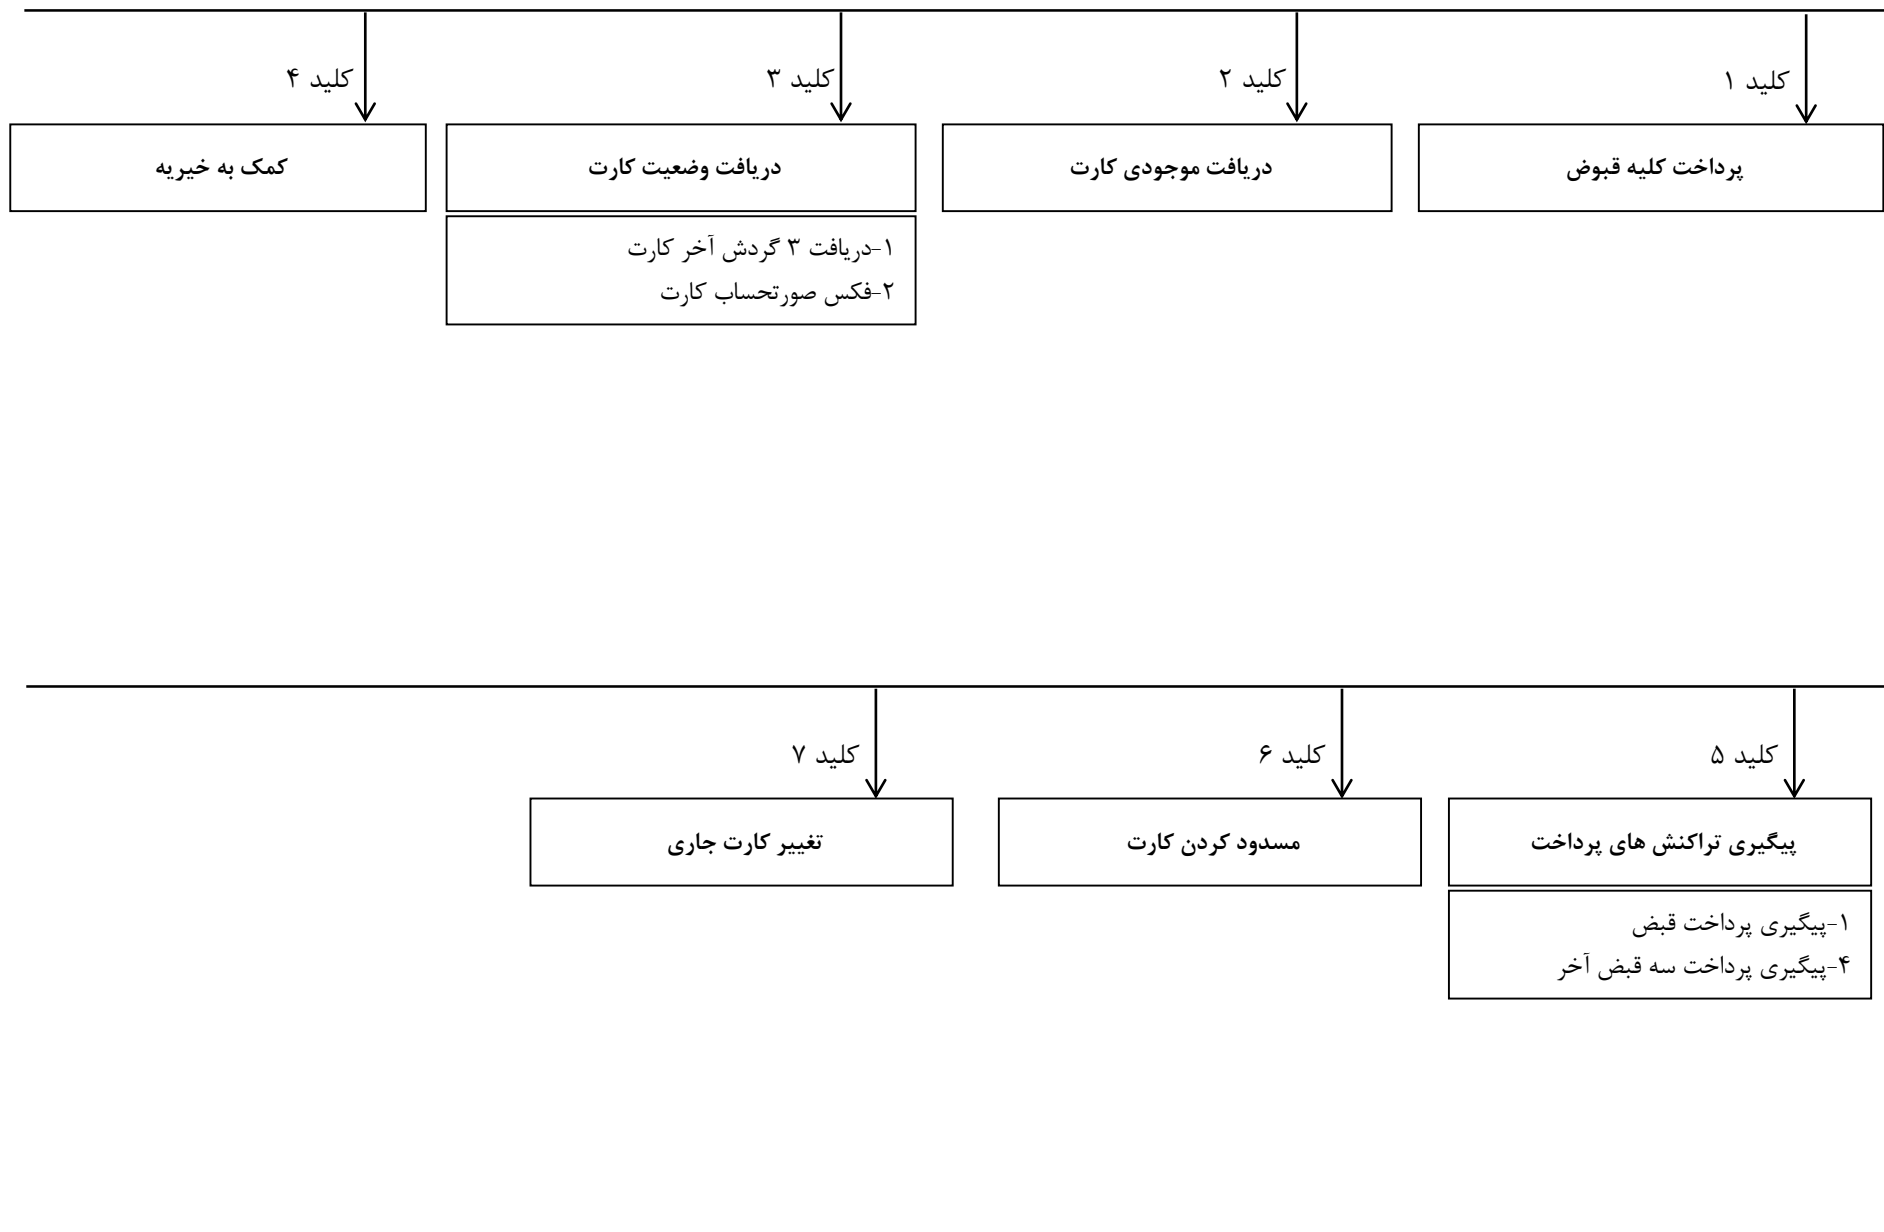 کلید ۱
کلید ۲
کلید ۳
کلید ۴
پرداخت کلیه قبوض
دریافت موجودی کارت
دریافت وضعیت کارت
کمک به خیریه
۱-دریافت ۳ گردش آخر کارت
۲-فکس صورتحساب کارت
کلید ۵
کلید ۶
کلید ۷
پیگیری تراکنش های پرداخت
مسدود کردن کارت
تغییر کارت جاری
۱-پیگیری پرداخت قبض
۴-پیگیری پرداخت سه قبض آخر